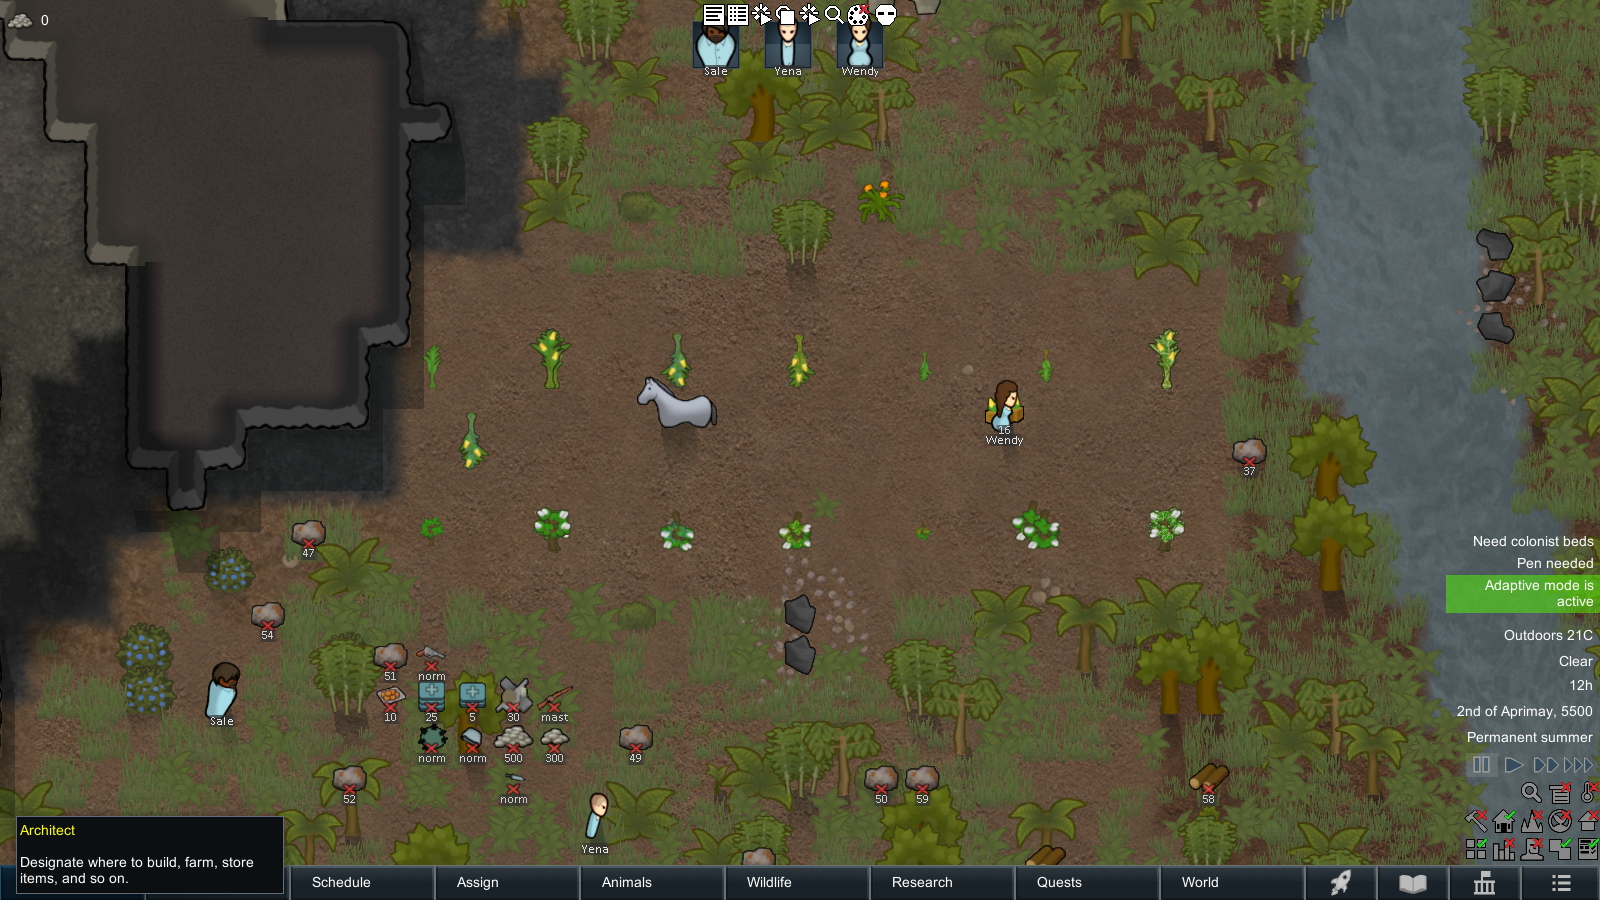 0
Sale
Yena
Wendy
16
Wendy
37
47
54
51
norm
10
25
5
30
mast
norm
norm
500
300
49
52
norm
50
59
58
Sale
Yena
Need colonist beds
Pen needed
Adaptive mode is
active
Outdoors 21C
Clear
12h
2nd of Aprimay, 5500
Permanent summer
Architect
Designate where to build, farm, store
items, and so on.
Schedule
Assign
Animals
Wildlife
Research
Quests
World